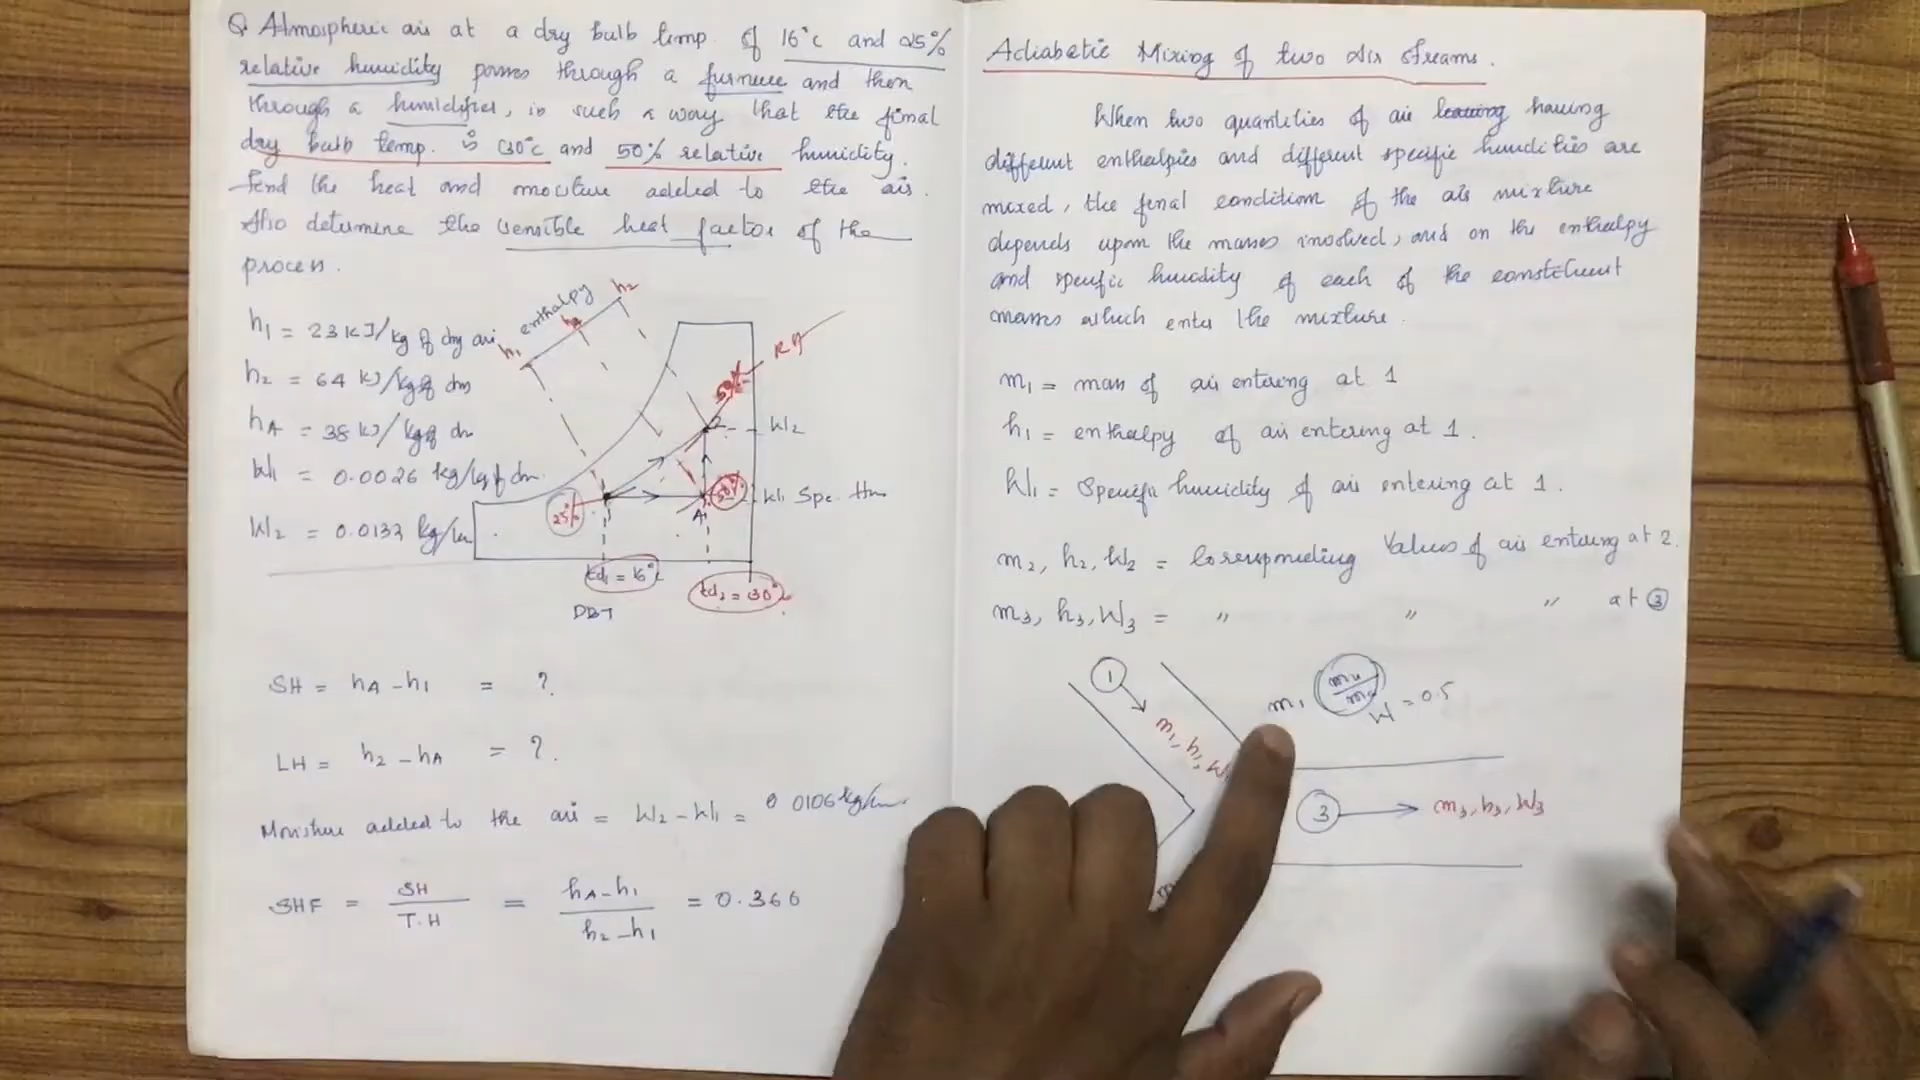 Q. Atmospheric air at a dry bulb temp. of 16°c and 25%
relative humidity passes through a furnace and then
through a humidifier, in such a way that the final
dry bulb temp. is 30°c and 50% relative humidity.
Find the heat and moisture added to the air.
Also determine the sensible heat factor of the
process.
h1 = 23 KJ/kg of dry air
h2 = 64 KJ/kg of dm
hA = 38 KJ/kg of dm
W1 = 0.0026 kg/kg of dm
W2 = 0.0133 kg/
enthalpy
h1
hA
h2
RH
50%
2
W2
25%
1
A
50%
W1 Spe. Hm
td1 = 16°c
td2 = 30°c
DBT
SH = hA - h1 = ?
LH = h2 - hA = ?
Moisture added to the air = W2 - W1 = 0.0106 kg/
SHF = SH / T.H = hA - h1 / h2 - h1 = 0.366
Adiabatic Mixing of two Air Streams.
When two quantities of air having
different enthalpies and different specific humidities are
mixed, the final condition of the air mixture
depends upon the masses involved, and on the enthalpy
and specific humidity of each of the constituent
masses which enter the mixture.
m1 = mass of air entering at 1
h1 = enthalpy of air entering at 1.
W1 = Specific humidity of air entering at 1.
m2, h2, W2 = Corresponding Values of air entering at 2.
m3, h3, W3 = " " " at 3
1
m1, h1, W1
m1
W = 0.5
3
m3, h3, W3